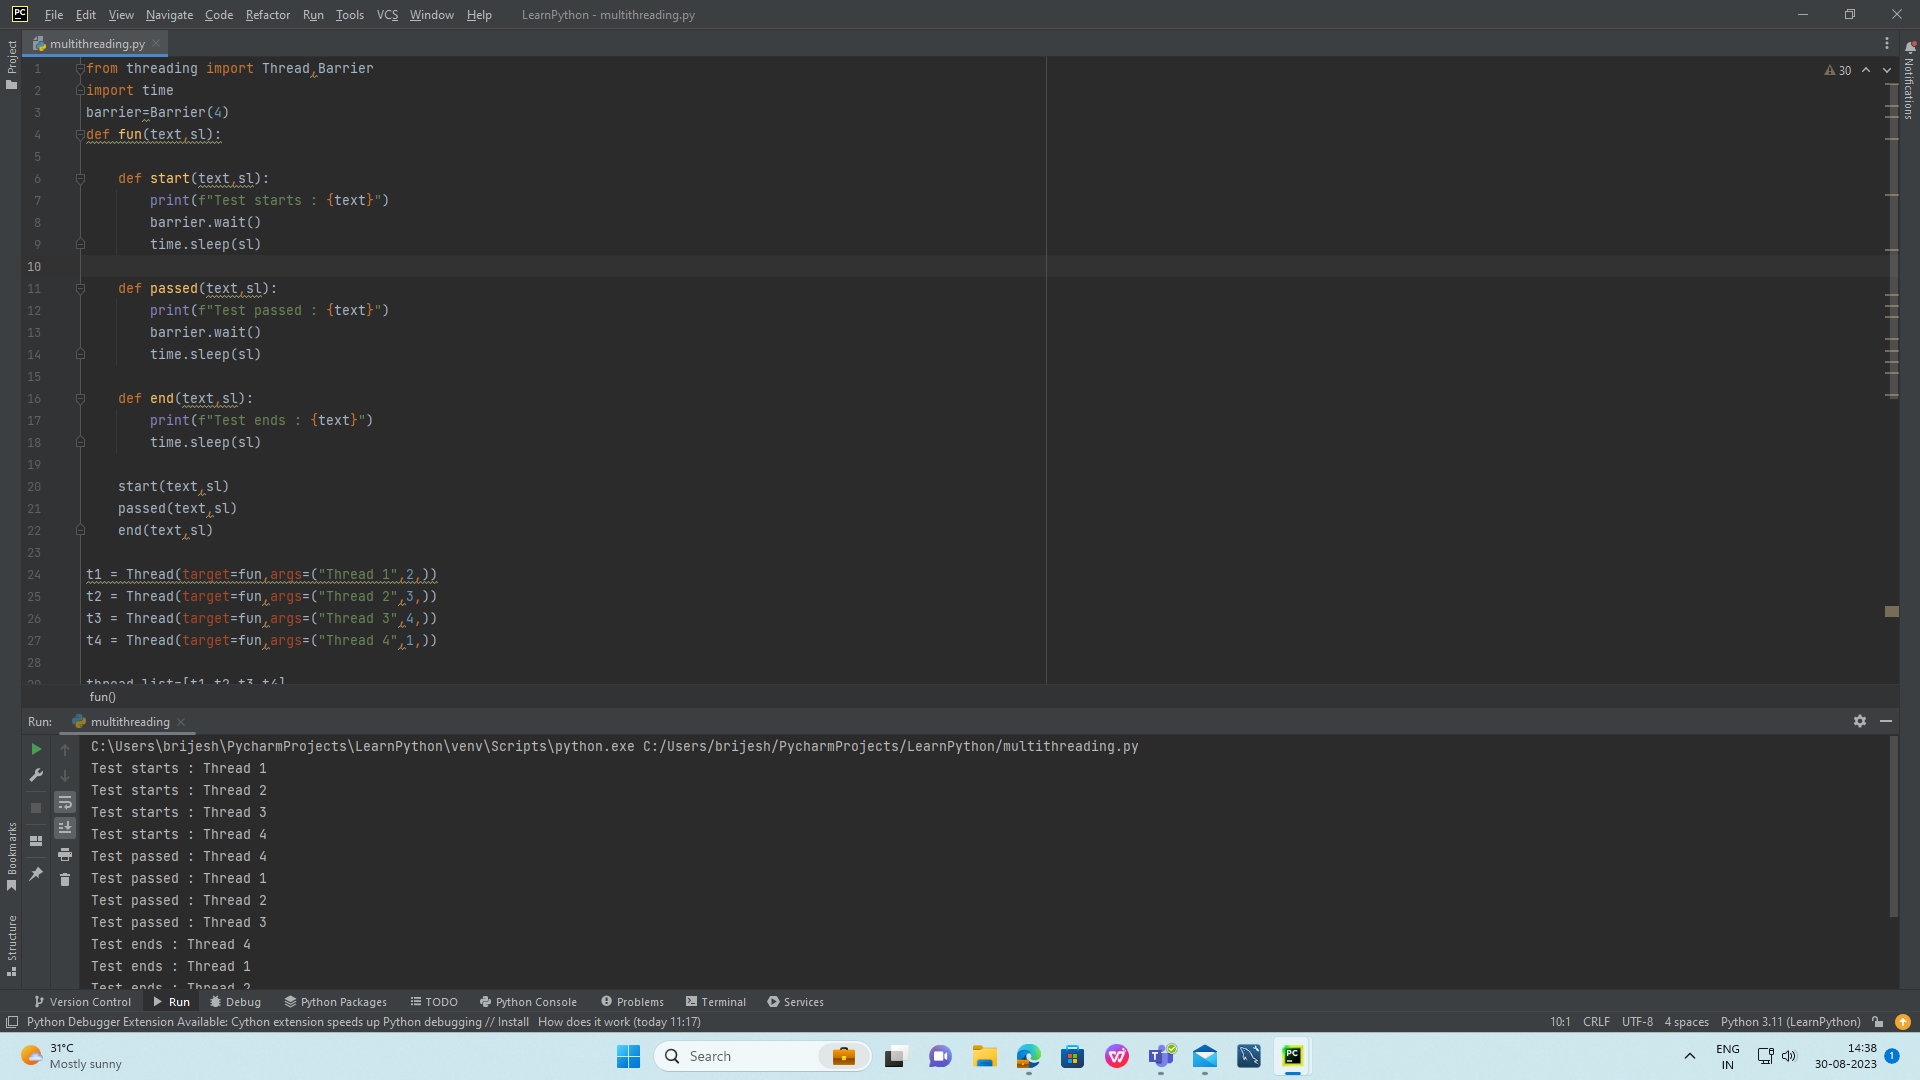 PC File Edit View Navigate Code Refactor Run Tools VCS Window Help LearnPython - multithreading.py
Project
multithreading.py
Notifications
30
1 from threading import Thread,Barrier
2 import time
3 barrier=Barrier(4)
4 def fun(text,sl):
5
6 def start(text,sl):
7 print(f"Test starts : {text}")
8 barrier.wait()
9 time.sleep(sl)
10
11 def passed(text,sl):
12 print(f"Test passed : {text}")
13 barrier.wait()
14 time.sleep(sl)
15
16 def end(text,sl):
17 print(f"Test ends : {text}")
18 time.sleep(sl)
19
20 start(text,sl)
21 passed(text,sl)
22 end(text,sl)
23
24 t1 = Thread(target=fun,args=("Thread 1",2,))
25 t2 = Thread(target=fun,args=("Thread 2",3,))
26 t3 = Thread(target=fun,args=("Thread 3",4,))
27 t4 = Thread(target=fun,args=("Thread 4",1,))
28
29 thread_list=[t1,t2,t3,t4]
fun()
Run: multithreading
C:\Users\brijesh\PycharmProjects\LearnPython\venv\Scripts\python.exe C:/Users/brijesh/PycharmProjects/LearnPython/multithreading.py
Test starts : Thread 1
Test starts : Thread 2
Test starts : Thread 3
Test starts : Thread 4
Test passed : Thread 4
Test passed : Thread 1
Test passed : Thread 2
Test passed : Thread 3
Test ends : Thread 4
Test ends : Thread 1
Test ends : Thread 2
Bookmarks
Structure
Version Control Run Debug Python Packages TODO Python Console Problems Terminal Services
Python Debugger Extension Available: Cython extension speeds up Python debugging // Install How does it work (today 11:17) 10:1 CRLF UTF-8 4 spaces Python 3.11 (LearnPython)
31°C
Mostly sunny
Search
PC
ENG
IN
14:38
30-08-2023
1